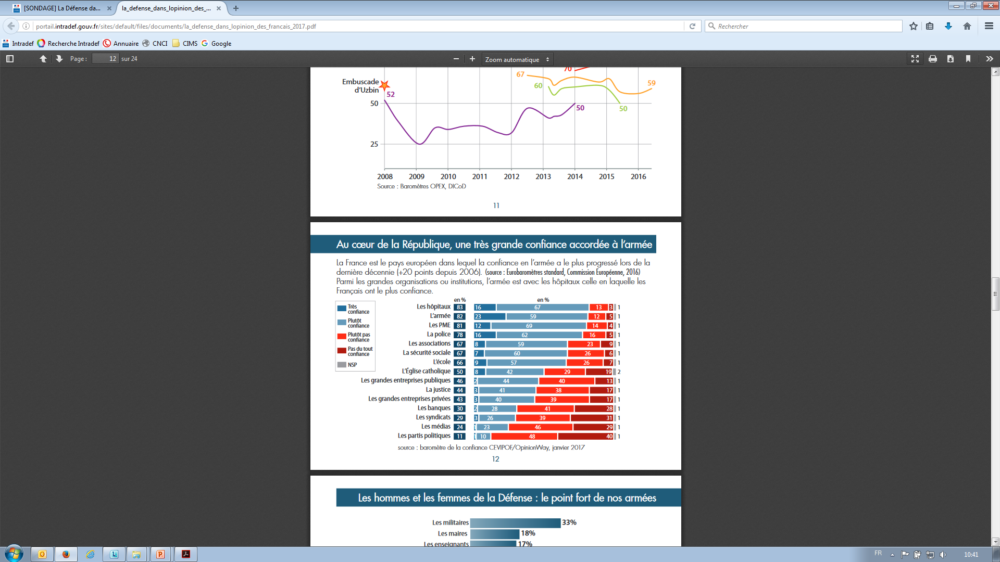 [SONDAGE] La Défense da...
la_defense_dans_lopinion_des_...
portail.intradef.gouv.fr/sites/default/files/documents/la_defense_dans_lopinion_des_francais_2017.pdf
Rechercher
Intradef Recherche Intradef Annuaire CNCI CIMS Google
Page : 12 sur 24
Zoom automatique
70
67
60
59
Embuscade
d'Uzbin
52
50
50
50
25
2008 2009 2010 2011 2012 2013 2014 2015 2016
Source : Baromètres OPEX, DICoD
11
Au cœur de la République, une très grande confiance accordée à l'armée
La France est le pays européen dans lequel la confiance en l'armée a le plus progressé lors de la
dernière décennie (+20 points depuis 2006). (source : Eurobaromètres standard, Commission Européenne, 2016)
Parmi les grandes organisations ou institutions, l'armée est avec les hôpitaux celle en laquelle les
Français ont le plus confiance.
en % en %
Très
confiance
Plutôt
confiance
Plutôt pas
confiance
Pas du tout
confiance
NSP
Les hôpitaux 83 16 67 13 3 1
L'armée 82 23 59 12 5 1
Les PME 81 12 69 14 4 1
La police 78 16 62 16 5 1
Les associations 67 8 59 23 9 1
La sécurité sociale 67 7 60 26 6 1
L'école 66 9 57 26 7 1
L'Église catholique 50 8 42 29 19 2
Les grandes entreprises publiques 46 2 44 40 13 1
La justice 44 3 41 38 17 1
Les grandes entreprises privées 43 3 40 39 17 1
Les banques 30 2 28 41 28 1
Les syndicats 29 3 26 39 31 1
Les médias 24 1 23 46 29 1
Les partis politiques 11 1 10 48 40 1
source : baromètre de la confiance CEVIPOF/OpinionWay, janvier 2017
12
Les hommes et les femmes de la Défense : le point fort de nos armées
Les militaires 33%
Les maires 18%
Les enseignants 17%
FR
10:41